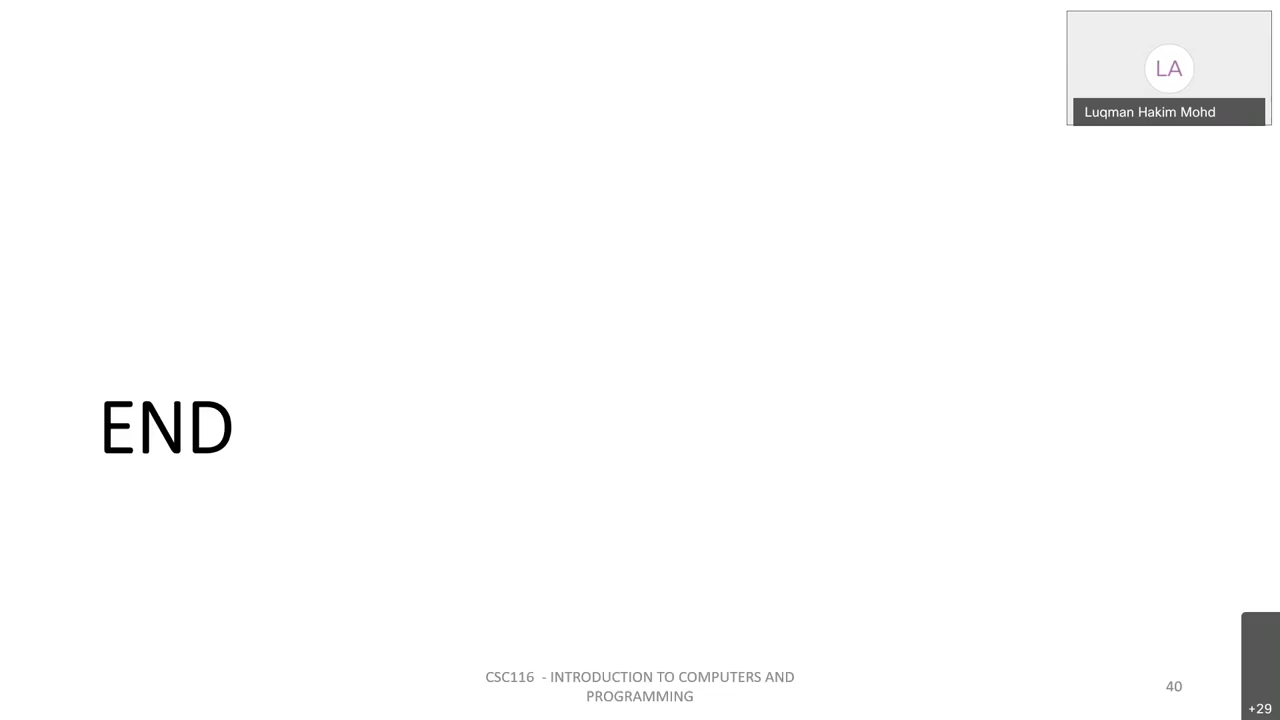 LA
Luqman Hakim Mohd
END
CSC116 - INTRODUCTION TO COMPUTERS AND
PROGRAMMING
40
+29